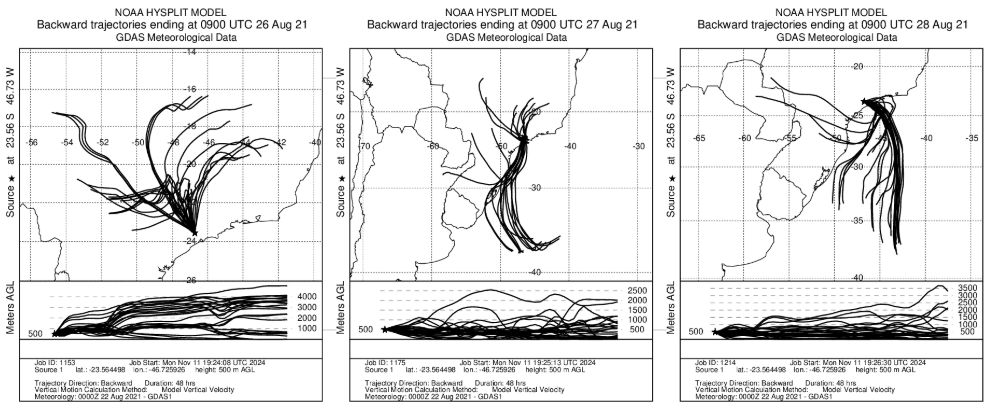 NOAA HYSPLIT MODEL
Backward trajectories ending at 0900 UTC 26 Aug 21
GDAS Meteorological Data
Source ★ at 23.56 S 46.73 W
-14
-16
-18
-56 -54 -52 -50 -48 -46 -44 -42 -40
-20
-24
26
Meters AGL
500
4000
3000
2000
1000
Job ID: 1153 Job Start: Mon Nov 11 19:24:08 UTC 2024
Source 1 lat.: -23.564498 lon.: -46.725926 height: 500 m AGL
Trajectory Direction: Backward Duration: 48 hrs
Vertical Motion Calculation Method: Model Vertical Velocity
Meteorology: 0000Z 22 Aug 2021 - GDAS1
NOAA HYSPLIT MODEL
Backward trajectories ending at 0900 UTC 27 Aug 21
GDAS Meteorological Data
Source ★ at 23.56 S 46.73 W
20
70 -60 -50 -40 -30
-30
-40
Meters AGL
500
2500
2000
1500
1000
500
Job ID: 1175 Job Start: Mon Nov 11 19:25:13 UTC 2024
Source 1 lat.: -23.564498 lon.: -46.725926 height: 500 m AGL
Trajectory Direction: Backward Duration: 48 hrs
Vertical Motion Calculation Method: Model Vertical Velocity
Meteorology: 0000Z 22 Aug 2021 - GDAS1
NOAA HYSPLIT MODEL
Backward trajectories ending at 0900 UTC 28 Aug 21
GDAS Meteorological Data
Source ★ at 23.56 S 46.73 W
-20
-25
-65 -60 -55 -50 -45 -40 -35
-30
-35
-40
Meters AGL
500
3500
3000
2500
2000
1500
1000
500
Job ID: 1214 Job Start: Mon Nov 11 19:26:30 UTC 2024
Source 1 lat.: -23.564498 lon.: -46.725926 height: 500 m AGL
Trajectory Direction: Backward Duration: 48 hrs
Vertical Motion Calculation Method: Model Vertical Velocity
Meteorology: 0000Z 22 Aug 2021 - GDAS1